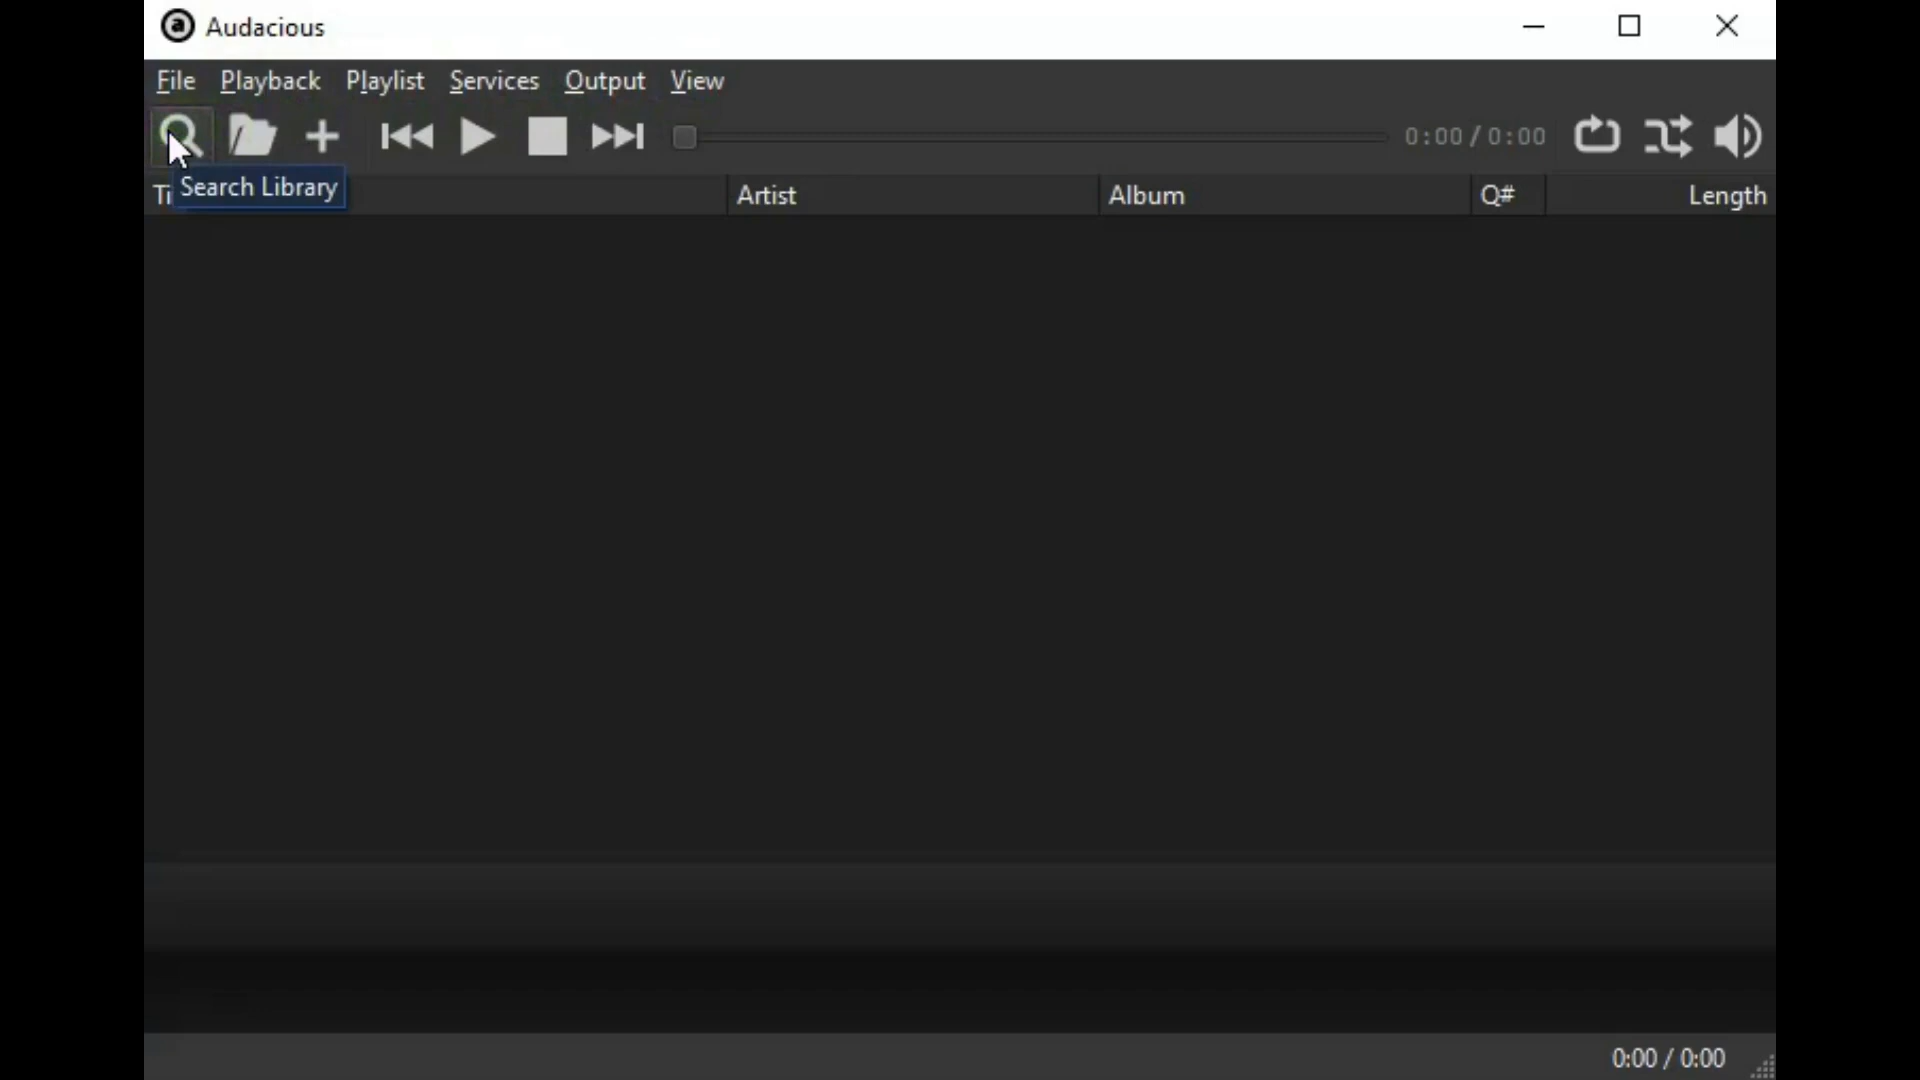 Audacious
File Playback Playlist Services Output View
0:00 / 0:00
Search Library
Artist Album Q# Length
0:00 / 0:00